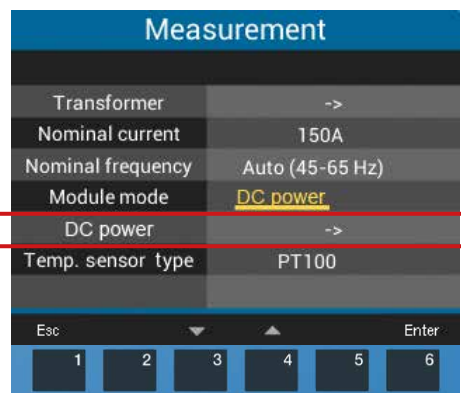 Measurement
Transformer ->
Nominal current 150A
Nominal frequency Auto (45-65 Hz)
Module mode DC power
DC power ->
Temp. sensor type PT100
Esc Enter
1 2 3 4 5 6